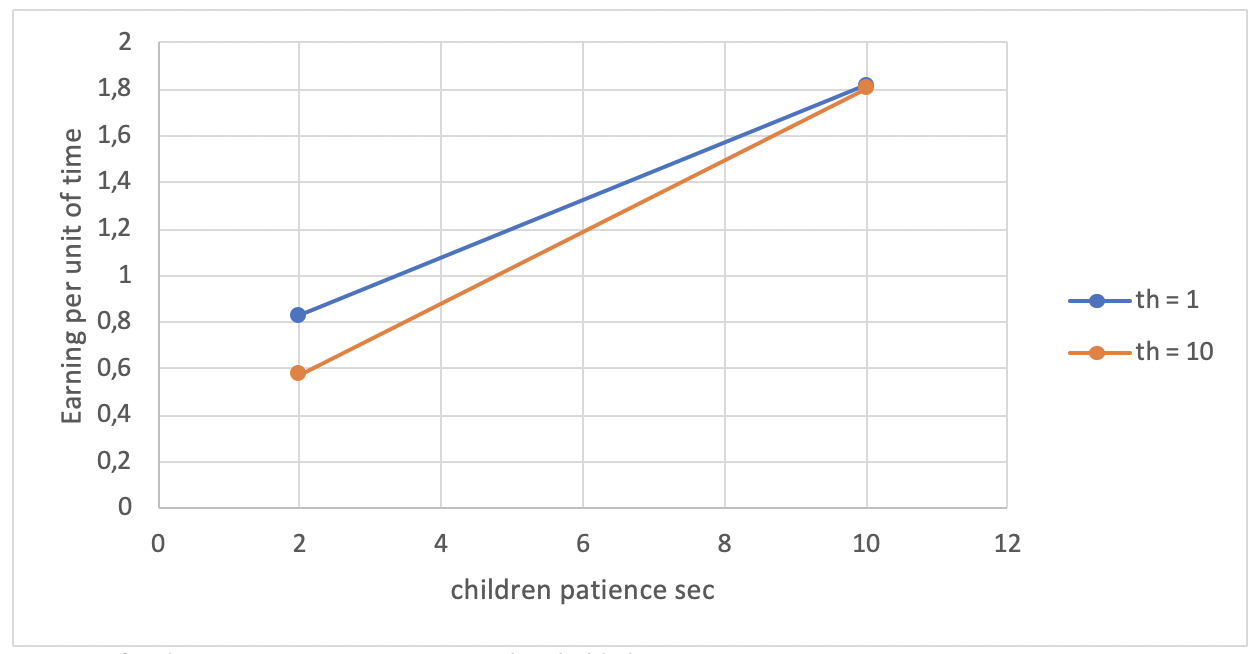 Earning per unit of time
2
1,8
1,6
1,4
1,2
1
0,8
0,6
0,4
0,2
0
0 2 4 6 8 10 12
children patience sec
th = 1
th = 10